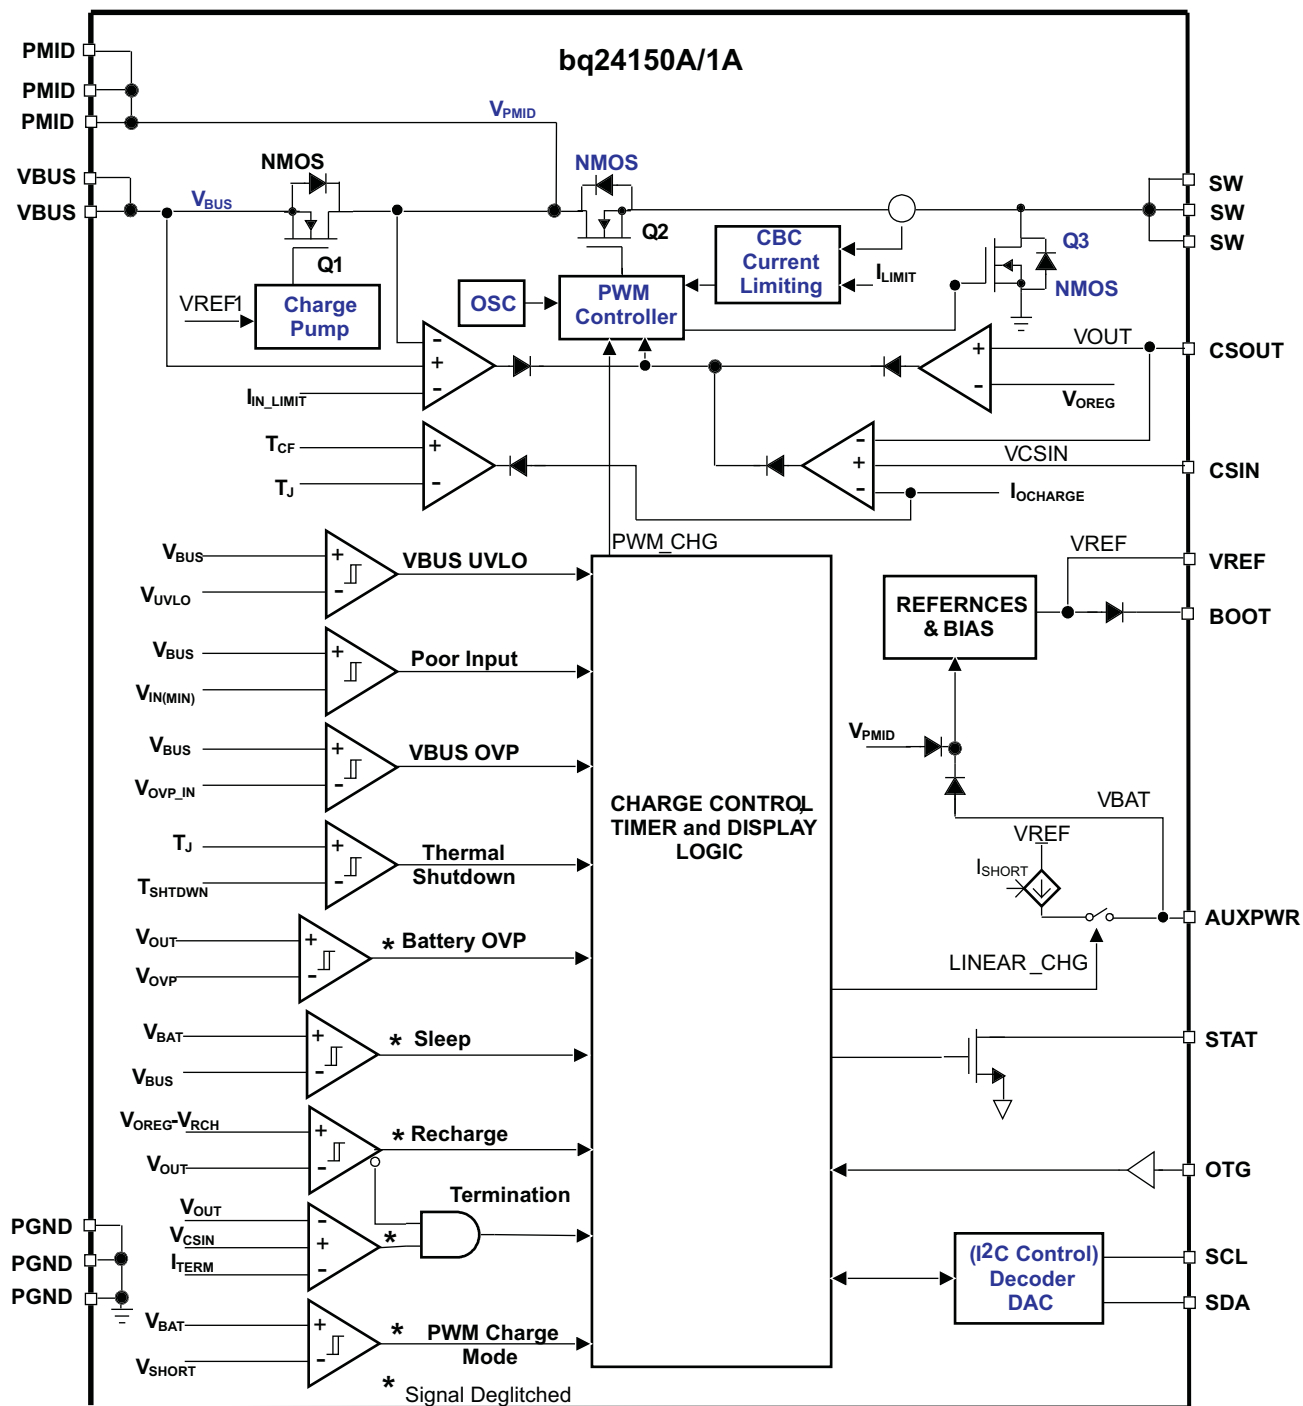 bq24150A/1A
PMID
PMID
PMID
VPMID
VBUS
VBUS
VBUS
NMOS
Q1
NMOS
Q2
SW
SW
SW
Q3
NMOS
VREF1
Charge
Pump
OSC
PWM
Controller
CBC
Current
Limiting
ILIMIT
IIN_LIMIT
-
+
-
+
-
VOUT
VOREG
CSOUT
TCF
TJ
+
-
-
+
-
VCSIN
IOCHARGE
CSIN
PWM_CHG
VBUS
VUVLO
+
-
VBUS UVLO
VREF
VREF
REFERNCES
& BIAS
BOOT
VBUS
VIN(MIN)
+
-
Poor Input
VBUS
VOVP_IN
+
-
VBUS OVP
VPMID
CHARGE CONTROL,
TIMER and DISPLAY
LOGIC
VBAT
VREF
ISHORT
TJ
TSHTDWN
+
-
Thermal
Shutdown
AUXPWR
VOUT
VOVP
+
-
* Battery OVP
LINEAR_CHG
VBAT
VBUS
+
-
* Sleep
STAT
VOREG-VRCH
VOUT
+
-
* Recharge
OTG
Termination
VOUT
VCSIN
ITERM
-
+
-
*
PGND
PGND
PGND
(I2C Control)
Decoder
DAC
SCL
SDA
VBAT
VSHORT
+
-
* PWM Charge
Mode
* Signal Deglitched